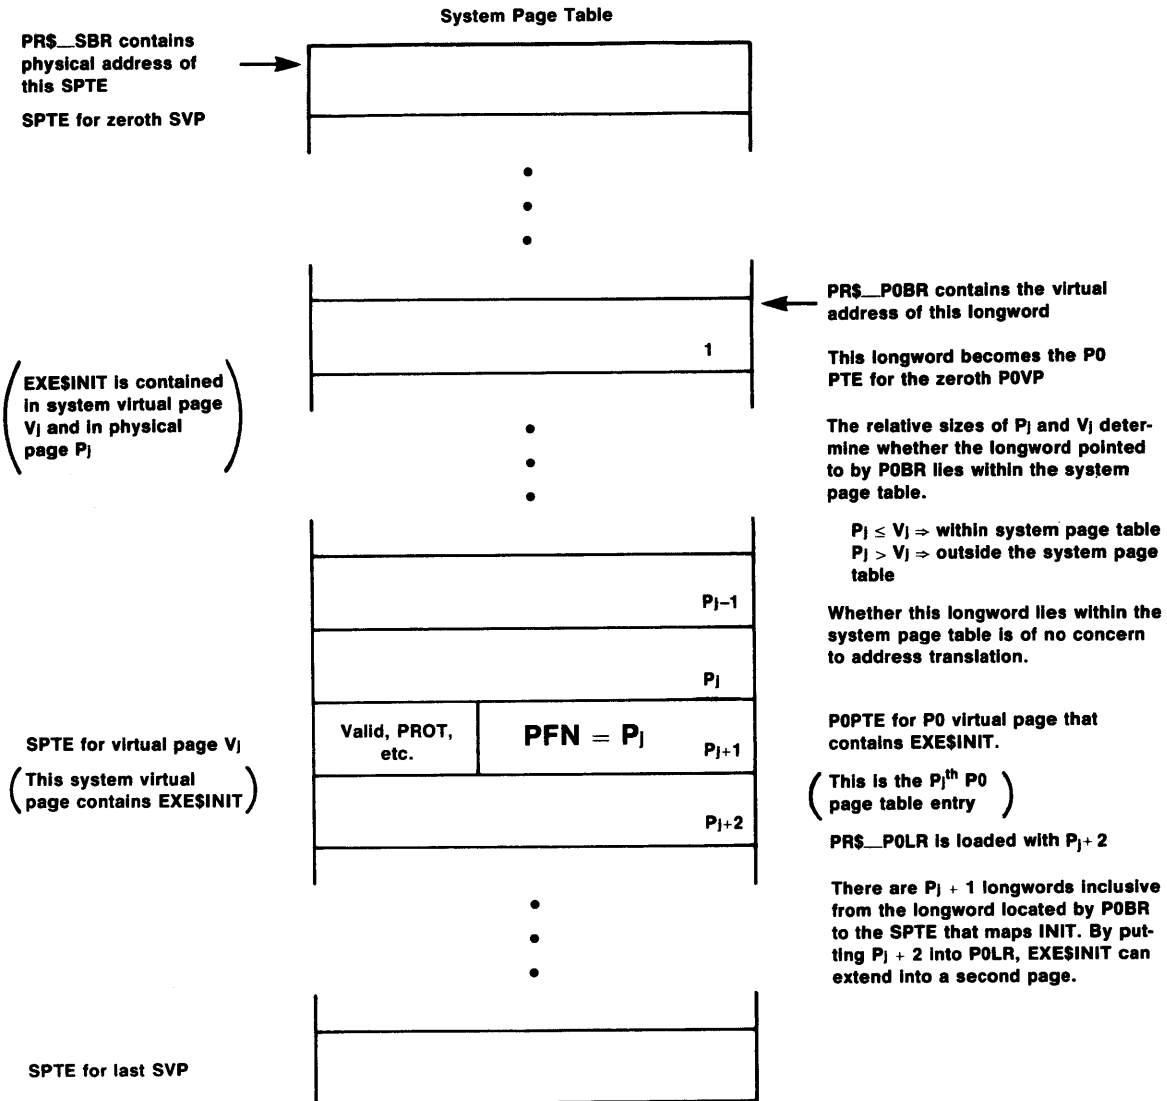 System Page Table
PR$__SBR contains
physical address of
this SPTE
SPTE for zeroth SVP
PR$__P0BR contains the virtual
address of this longword
1
This longword becomes the P0
PTE for the zeroth P0VP
(EXE$INIT is contained
in system virtual page
Vj and in physical
page Pj)
The relative sizes of Pj and Vj deter-
mine whether the longword pointed
to by P0BR lies within the system
page table.
Pj ≤ Vj ⇒ within system page table
Pj > Vj ⇒ outside the system page
table
Pj–1
Whether this longword lies within the
system page table is of no concern
to address translation.
Pj
SPTE for virtual page Vj
(This system virtual
page contains EXE$INIT)
Valid, PROT,
etc.
PFN = Pj
Pj+1
P0PTE for P0 virtual page that
contains EXE$INIT.
(This is the Pjth P0
page table entry)
Pj+2
PR$__P0LR is loaded with Pj+ 2
There are Pj + 1 longwords inclusive
from the longword located by P0BR
to the SPTE that maps INIT. By put-
ting Pj + 2 into P0LR, EXE$INIT can
extend into a second page.
SPTE for last SVP